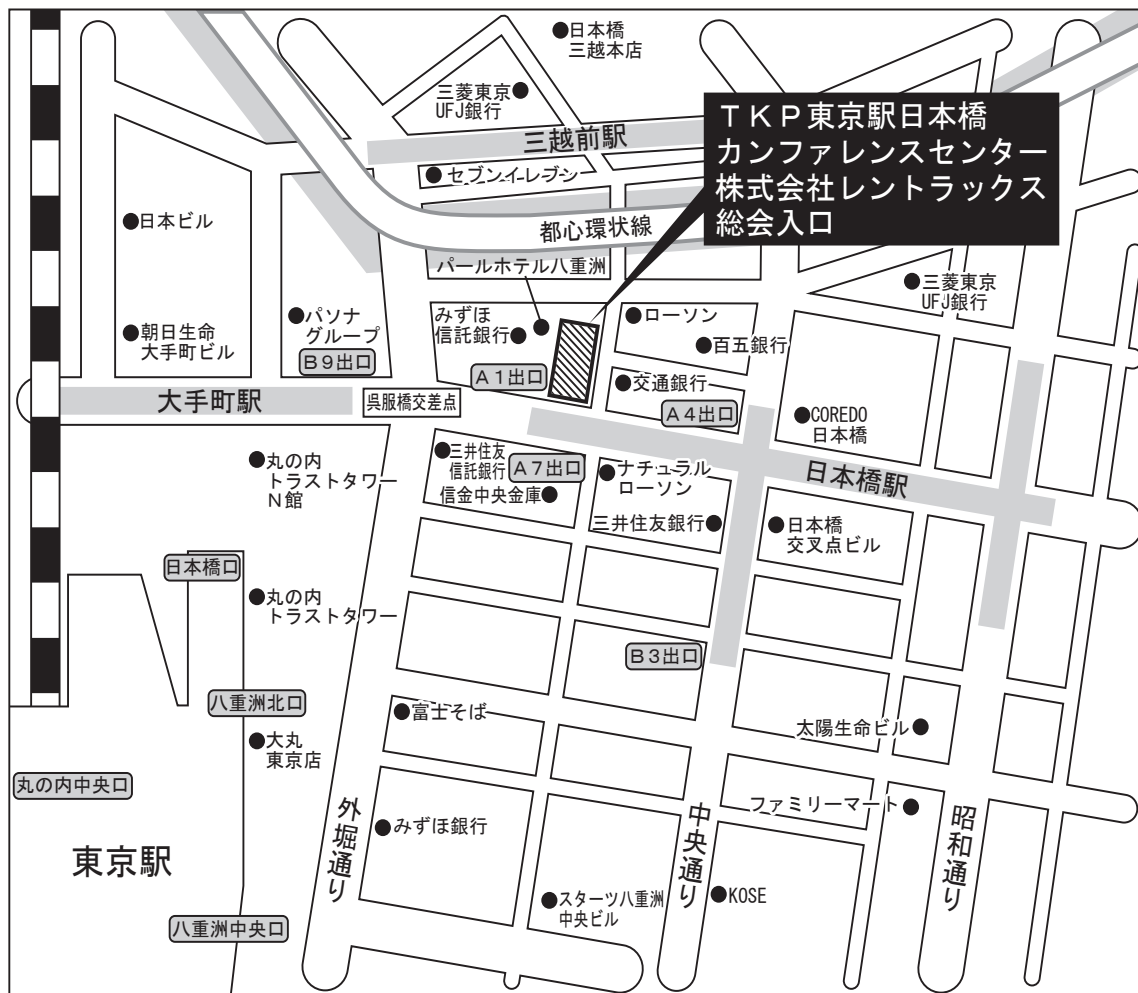 日本橋
三越本店
三菱東京
UFJ銀行
三越前駅
TKP東京駅日本橋
カンファレンスセンター
株式会社レントラックス
総会入口
セブンイレブン
日本ビル
都心環状線
パールホテル八重洲
三菱東京
UFJ銀行
パソナ
グループ
みずほ
信託銀行
ローソン
朝日生命
大手町ビル
百五銀行
B9出口
A1出口
交通銀行
大手町駅
呉服橋交差点
A4出口
COREDO
日本橋
三井住友
信託銀行
A7出口
ナチュラル
ローソン
日本橋駅
丸の内
トラストタワー
N館
信金中央金庫
三井住友銀行
日本橋
交叉点ビル
日本橋口
丸の内
トラストタワー
B3出口
八重洲北口
富士そば
太陽生命ビル
大丸
東京店
丸の内中央口
外堀通り
みずほ銀行
中央通り
ファミリーマート
昭和通り
東京駅
スターツ八重洲
中央ビル
KOSE
八重洲中央口